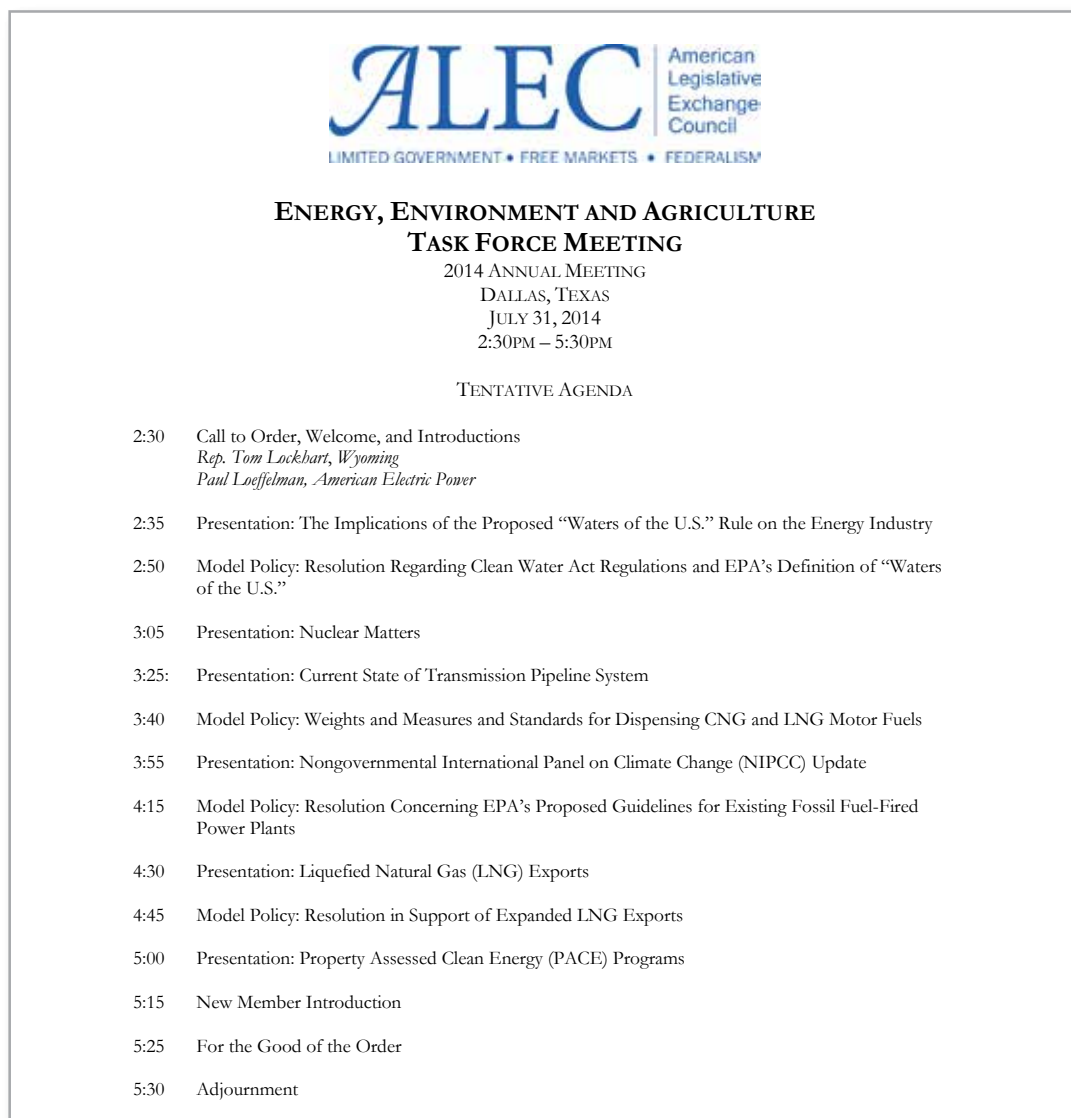 ALEC
American
Legislative
Exchange
Council
LIMITED GOVERNMENT • FREE MARKETS • FEDERALISM
ENERGY, ENVIRONMENT AND AGRICULTURE
TASK FORCE MEETING
2014 ANNUAL MEETING
DALLAS, TEXAS
JULY 31, 2014
2:30PM – 5:30PM
TENTATIVE AGENDA
2:30 Call to Order, Welcome, and Introductions
Rep. Tom Lockhart, Wyoming
Paul Loeffelman, American Electric Power
2:35 Presentation: The Implications of the Proposed “Waters of the U.S.” Rule on the Energy Industry
2:50 Model Policy: Resolution Regarding Clean Water Act Regulations and EPA’s Definition of “Waters
of the U.S.”
3:05 Presentation: Nuclear Matters
3:25: Presentation: Current State of Transmission Pipeline System
3:40 Model Policy: Weights and Measures and Standards for Dispensing CNG and LNG Motor Fuels
3:55 Presentation: Nongovernmental International Panel on Climate Change (NIPCC) Update
4:15 Model Policy: Resolution Concerning EPA’s Proposed Guidelines for Existing Fossil Fuel-Fired
Power Plants
4:30 Presentation: Liquefied Natural Gas (LNG) Exports
4:45 Model Policy: Resolution in Support of Expanded LNG Exports
5:00 Presentation: Property Assessed Clean Energy (PACE) Programs
5:15 New Member Introduction
5:25 For the Good of the Order
5:30 Adjournment